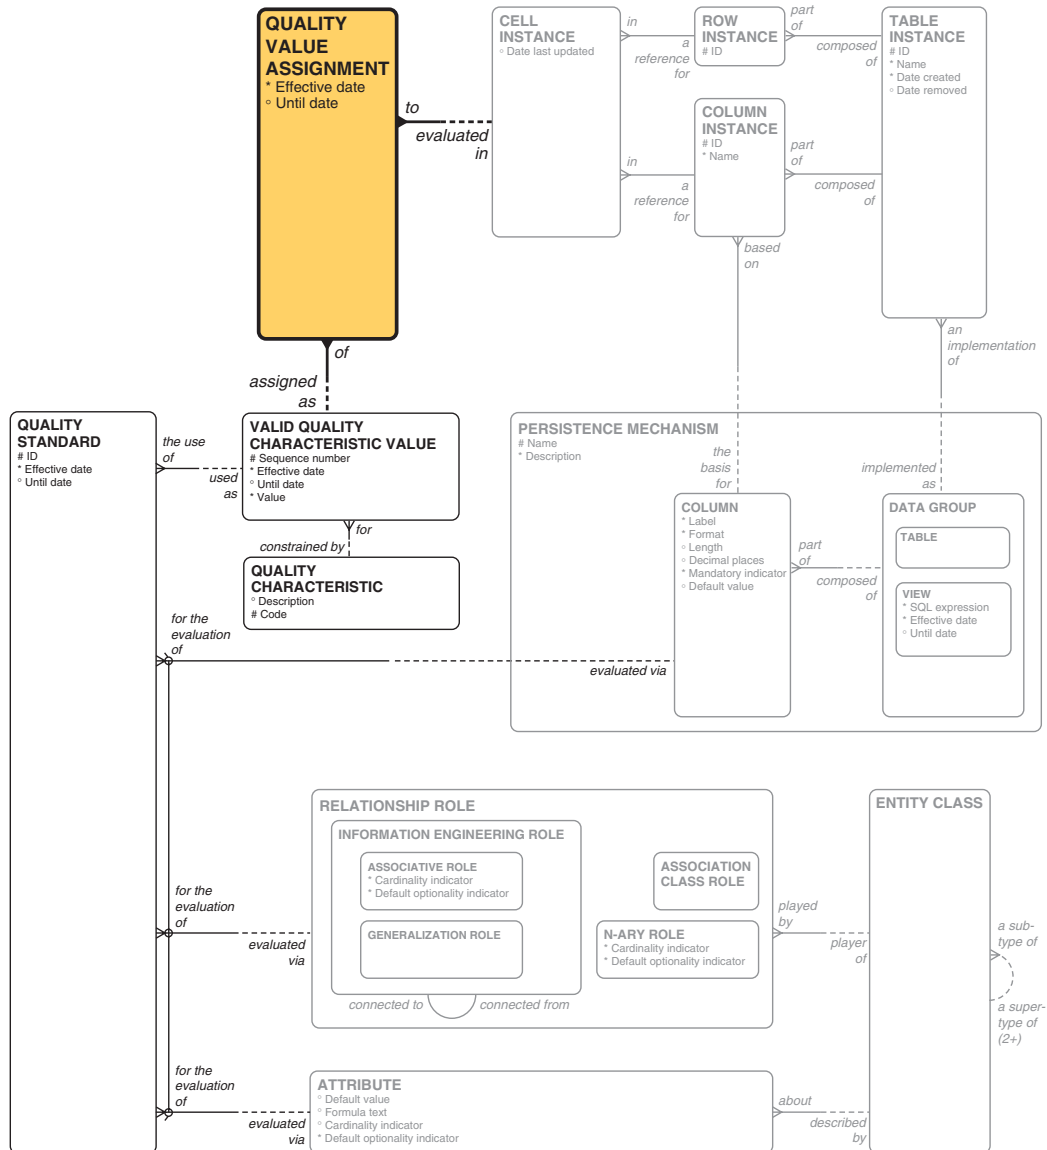 QUALITY
VALUE
ASSIGNMENT
* Effective date
° Until date
to
evaluated
in
CELL
INSTANCE
° Date last updated
in
a
reference
for
ROW
INSTANCE
# ID
part
of
composed
of
TABLE
INSTANCE
# ID
* Name
* Date created
° Date removed
COLUMN
INSTANCE
# ID
* Name
in
a
reference
for
part
of
composed
of
based
on
an
implementation
of
of
assigned
as
QUALITY
STANDARD
# ID
* Effective date
° Until date
the use
of
used
as
VALID QUALITY
CHARACTERISTIC VALUE
# Sequence number
* Effective date
° Until date
* Value
for
constrained by
QUALITY
CHARACTERISTIC
° Description
# Code
PERSISTENCE MECHANISM
# Name
* Description
the
basis
for
implemented
as
COLUMN
* Label
* Format
° Length
° Decimal places
* Mandatory indicator
° Default value
part
of
composed
of
DATA GROUP
TABLE
VIEW
* SQL expression
* Effective date
° Until date
for the
evaluation
of
evaluated via
RELATIONSHIP ROLE
INFORMATION ENGINEERING ROLE
ASSOCIATIVE ROLE
* Cardinality indicator
* Default optionality indicator
GENERALIZATION ROLE
connected to
connected from
ASSOCIATION
CLASS ROLE
N-ARY ROLE
* Cardinality indicator
* Default optionality indicator
for the
evaluation
of
evaluated
via
played
by
player
of
ENTITY CLASS
a sub-
type of
a super-
type of
(2+)
for the
evaluation
of
evaluated
via
ATTRIBUTE
° Default value
° Formula text
° Cardinality indicator
* Default optionality indicator
about
described
by